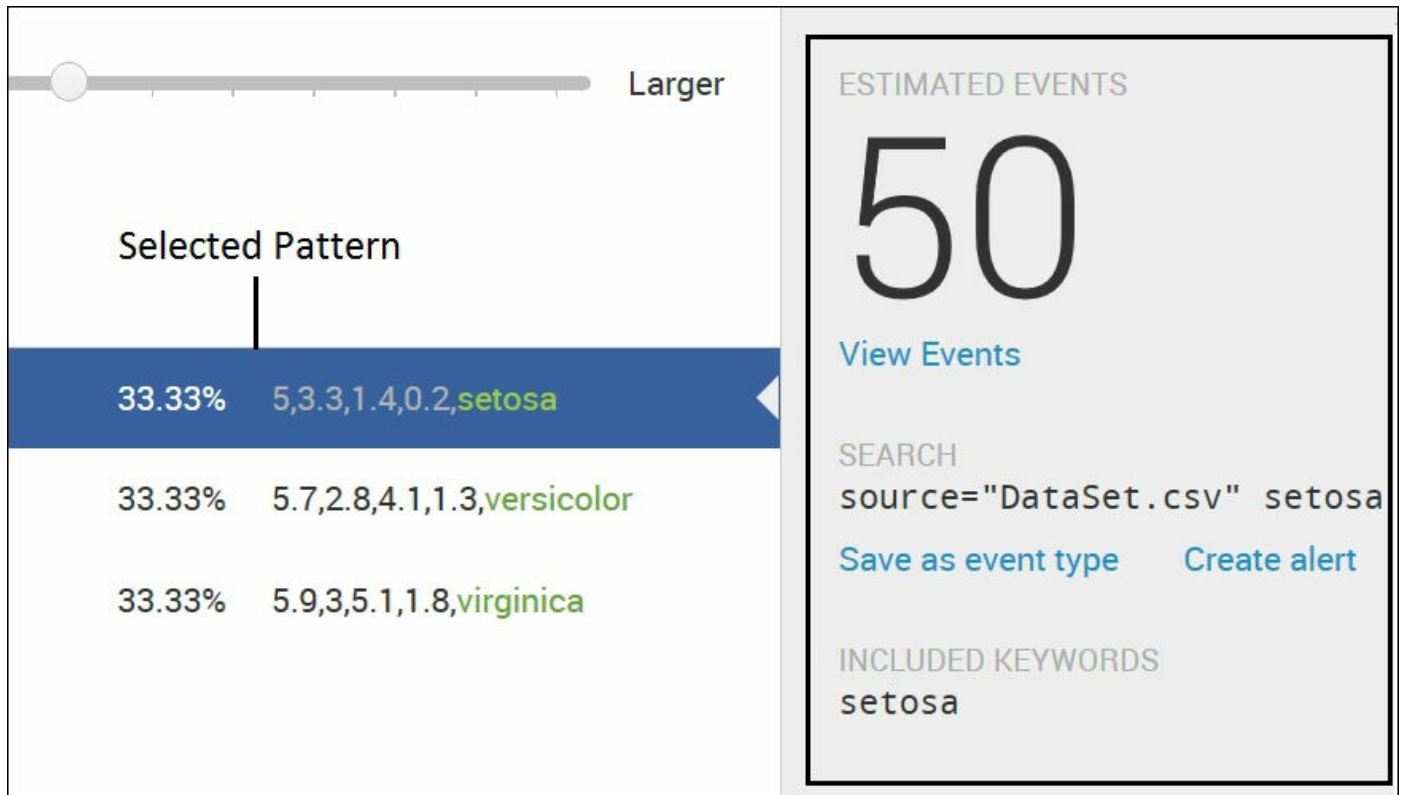 Larger
Selected Pattern
33.33% 5,3.3,1.4,0.2,setosa
33.33% 5.7,2.8,4.1,1.3,versicolor
33.33% 5.9,3,5.1,1.8,virginica
ESTIMATED EVENTS
50
View Events
SEARCH
source="DataSet.csv" setosa
Save as event type Create alert
INCLUDED KEYWORDS
setosa